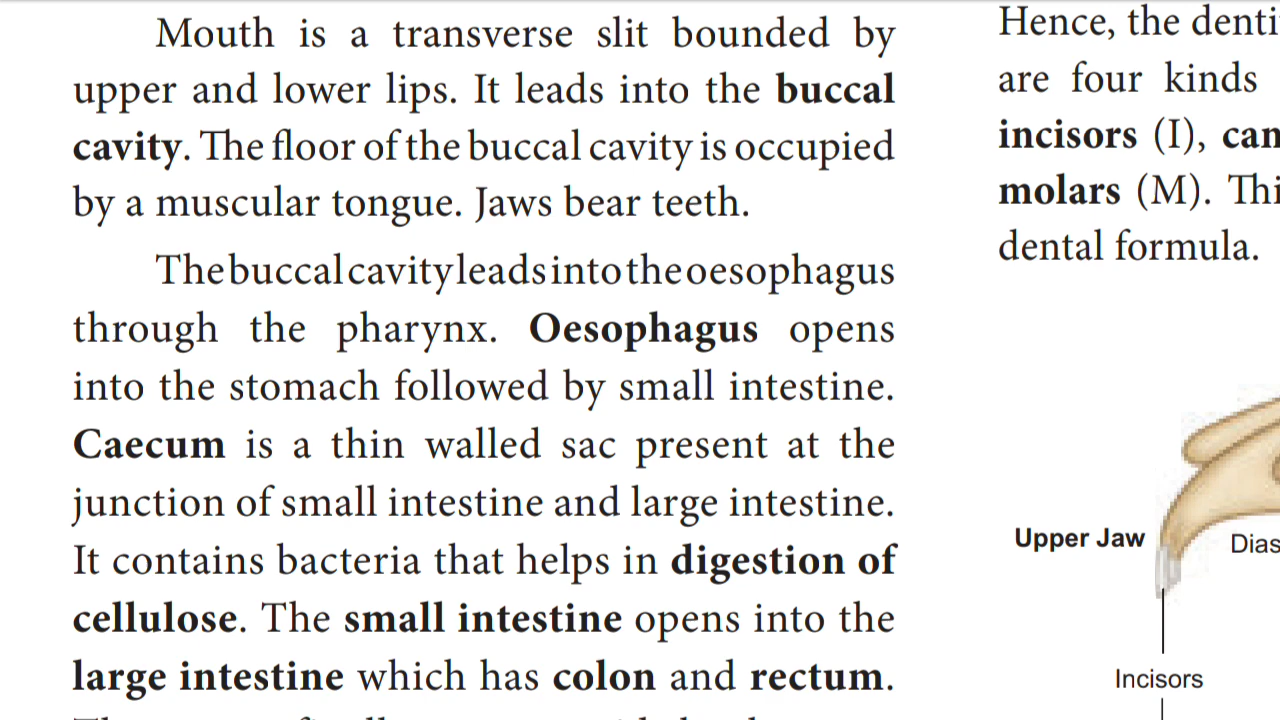 Mouth is a transverse slit bounded by
upper and lower lips. It leads into the buccal
cavity. The floor of the buccal cavity is occupied
by a muscular tongue. Jaws bear teeth.
The buccal cavity leads into the oesophagus
through the pharynx. Oesophagus opens
into the stomach followed by small intestine.
Caecum is a thin walled sac present at the
junction of small intestine and large intestine.
It contains bacteria that helps in digestion of
cellulose. The small intestine opens into the
large intestine which has colon and rectum.
Hence, the denti
are four kinds
incisors (I), can
molars (M). Thi
dental formula.
Upper Jaw
Dias
Incisors